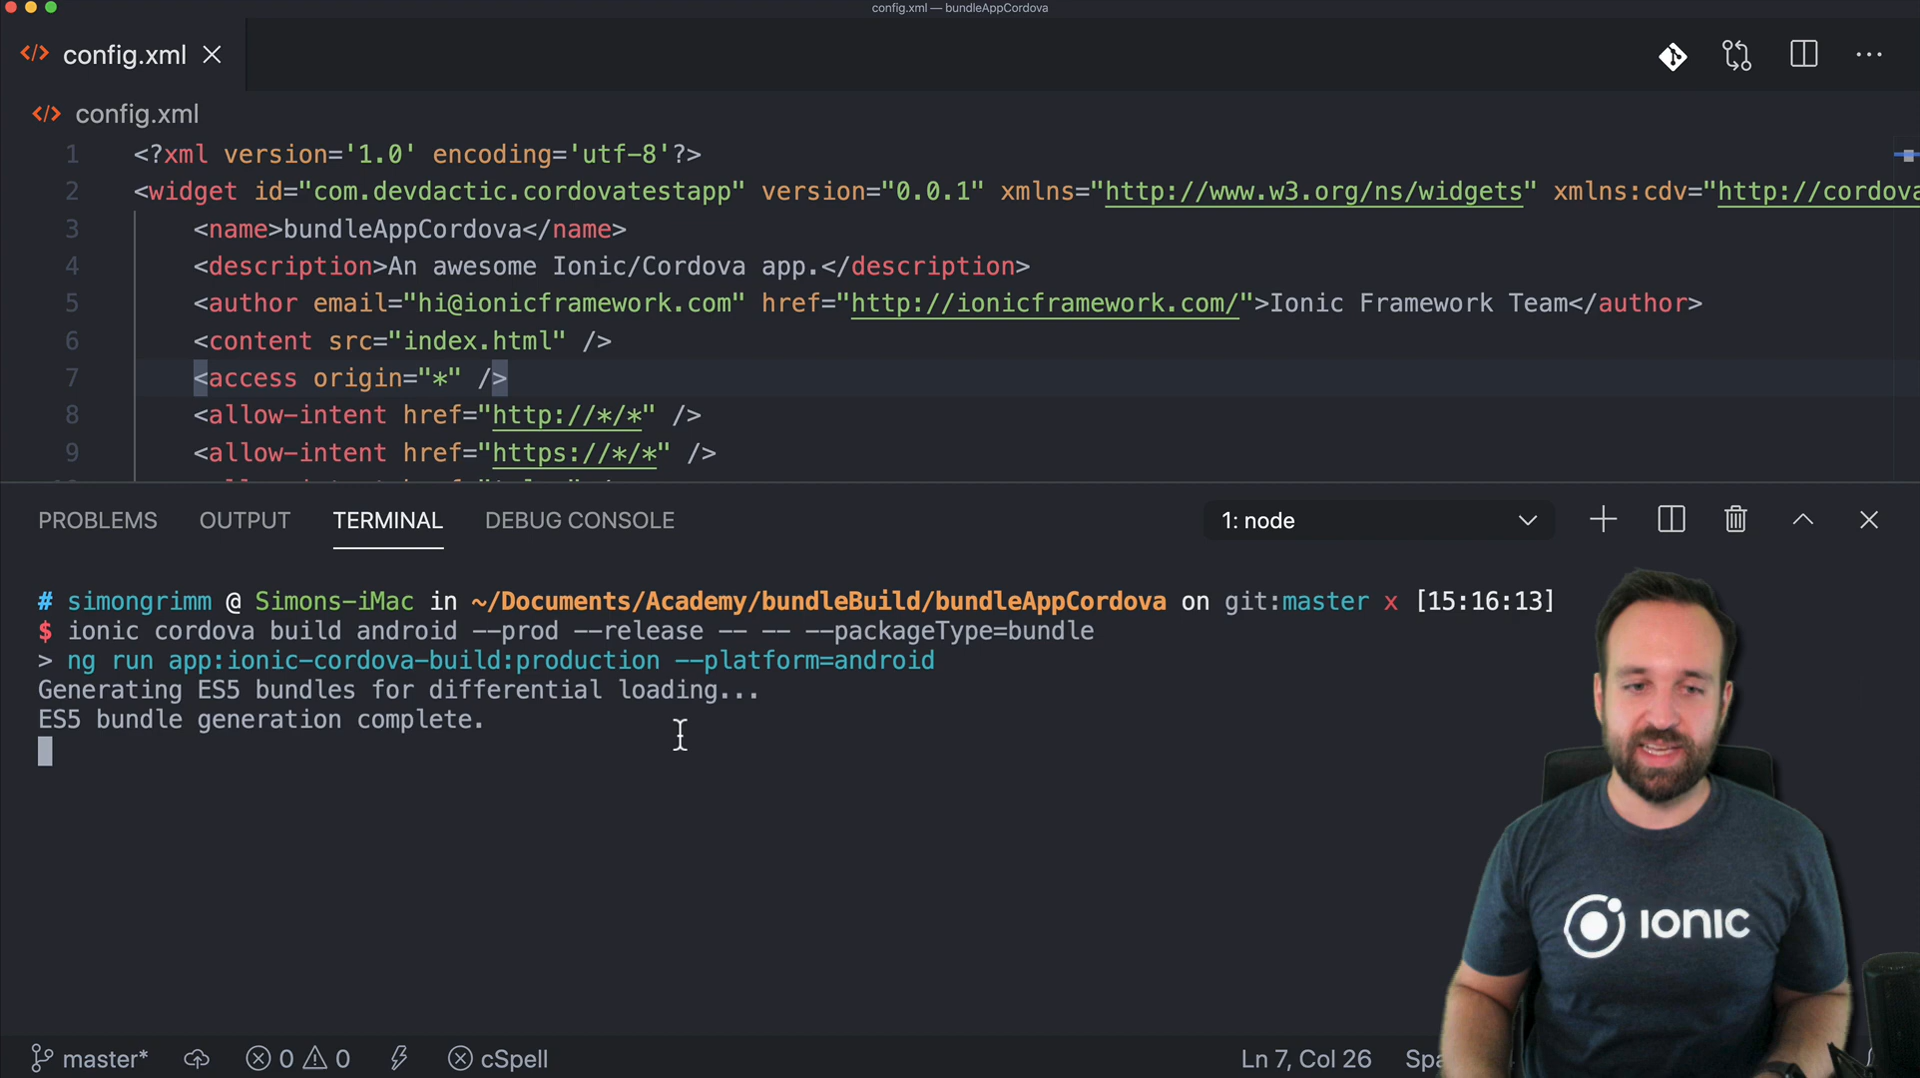 config.xml — bundleAppCordova
config.xml
config.xml
1 <?xml version='1.0' encoding='utf-8'?>
2 <widget id="com.devdactic.cordovatestapp" version="0.0.1" xmlns="http://www.w3.org/ns/widgets" xmlns:cdv="http://cordova
3 <name>bundleAppCordova</name>
4 <description>An awesome Ionic/Cordova app.</description>
5 <author email="hi@ionicframework.com" href="http://ionicframework.com/">Ionic Framework Team</author>
6 <content src="index.html" />
7 <access origin="*" />
8 <allow-intent href="http://*/*" />
9 <allow-intent href="https://*/*" />
PROBLEMS OUTPUT TERMINAL DEBUG CONSOLE 1: node
# simongrimm @ Simons-iMac in ~/Documents/Academy/bundleBuild/bundleAppCordova on git:master x [15:16:13]
$ ionic cordova build android --prod --release -- -- --packageType=bundle
> ng run app:ionic-cordova-build:production --platform=android
Generating ES5 bundles for differential loading...
ES5 bundle generation complete.
IONIC
master* 0 0 cSpell Ln 7, Col 26